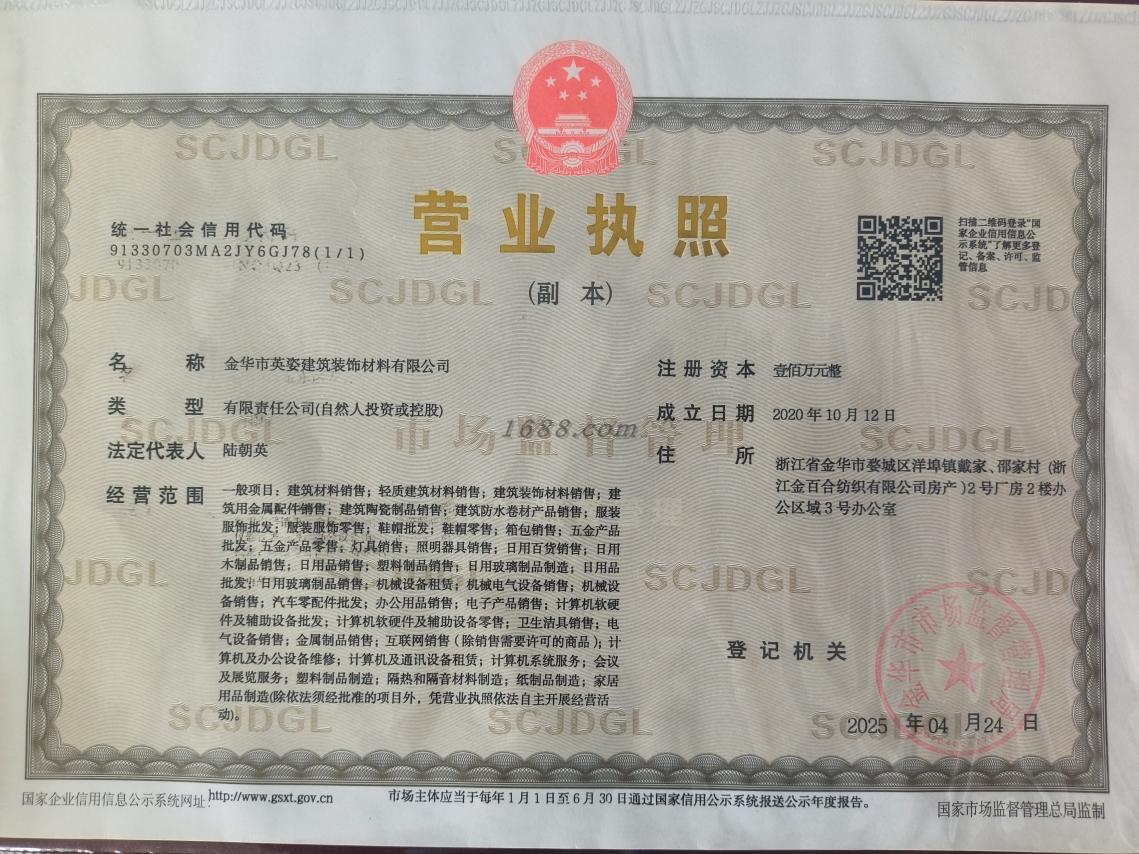 营业执照
(副 本)
统一社会信用代码
91330703MA2JY6GJ78(1/1)
扫描二维码登录“国
家企业信用信息公
示系统”了解更多登
记、备案、许可、监
管信息
名 称 金华市英姿建筑装饰材料有限公司
类 型 有限责任公司(自然人投资或控股)
法定代表人 陆朝英
经营范围 一般项目：建筑材料销售；轻质建筑材料销售；建筑装饰材料销售；建
筑用金属配件销售；建筑陶瓷制品销售；建筑防水卷材产品销售；服装
服饰批发；服装服饰零售；鞋帽批发；鞋帽零售；箱包销售；五金产品
批发；五金产品零售；灯具销售；照明器具销售；日用百货销售；日用
木制品销售；日用品销售；塑料制品销售；日用玻璃制品制造；日用品
批发；日用玻璃制品销售；机械设备租赁；机械电气设备销售；机械设
备销售；汽车零配件批发；办公用品销售；电子产品销售；计算机软硬
件及辅助设备批发；计算机软硬件及辅助设备零售；卫生洁具销售；电
气设备销售；金属制品销售；互联网销售（除销售需要许可的商品）；计
算机及办公设备维修；计算机及通讯设备租赁；计算机系统服务；会议
及展览服务；塑料制品制造；隔热和隔音材料制造；纸制品制造；家居
用品制造(除依法须经批准的项目外，凭营业执照依法自主开展经营活
动)。
注册资本 壹佰万元整
成立日期 2020年10月12日
住 所 浙江省金华市婺城区洋埠镇戴家、邵家村（浙
江金百合纺织有限公司房产）2号厂房2楼办
公区域3号办公室
登记机关
金华市市场监督管理局
2025 年 04 月 24 日
SCJDGL
市场监督管理
1688.com
国家企业信用信息公示系统网址:http://www.gsxt.gov.cn
市场主体应当于每年1月1日至6月30日通过国家信用公示系统报送公示年度报告。
国家市场监督管理总局监制